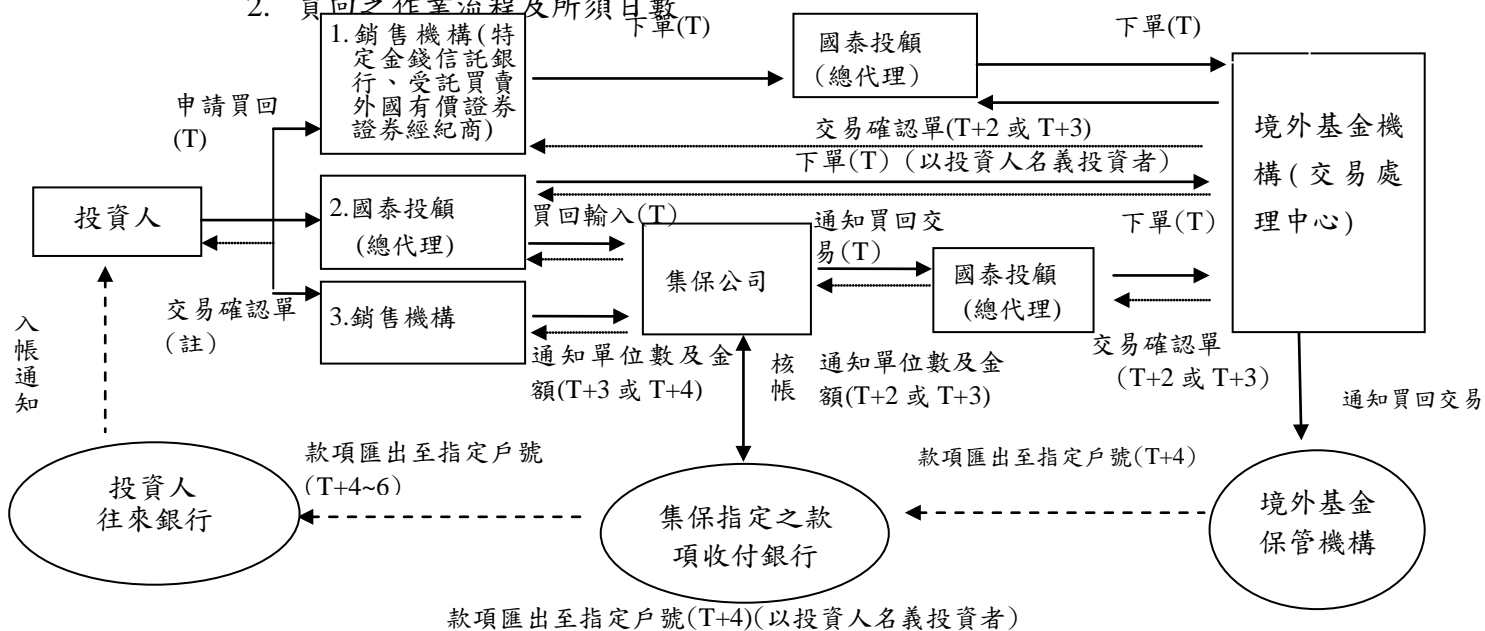 2. 買回之作業流程及所須日數
1.銷售機構(特
定金錢信託銀
行、受託買賣
外國有價證券
證券經紀商)
下單(T)
國泰投顧
(總代理)
下單(T)
申請買回
(T)
交易確認單(T+2 或 T+3)
境外基金機
構(交易處
理中心)
下單(T)(以投資人名義投資者)
投資人
2.國泰投顧
(總代理)
買回輸入(T)
通知買回交
易(T)
下單(T)
集保公司
國泰投顧
(總代理)
交易確認單
(註)
3.銷售機構
入帳通知
通知單位數及金
額(T+3 或 T+4)
核帳
通知單位數及金
額(T+2 或 T+3)
交易確認單
(T+2 或 T+3)
通知買回交易
款項匯出至指定戶號
(T+4~6)
款項匯出至指定戶號(T+4)
投資人
往來銀行
集保指定之款
項收付銀行
境外基金
保管機構
款項匯出至指定戶號(T+4)(以投資人名義投資者)